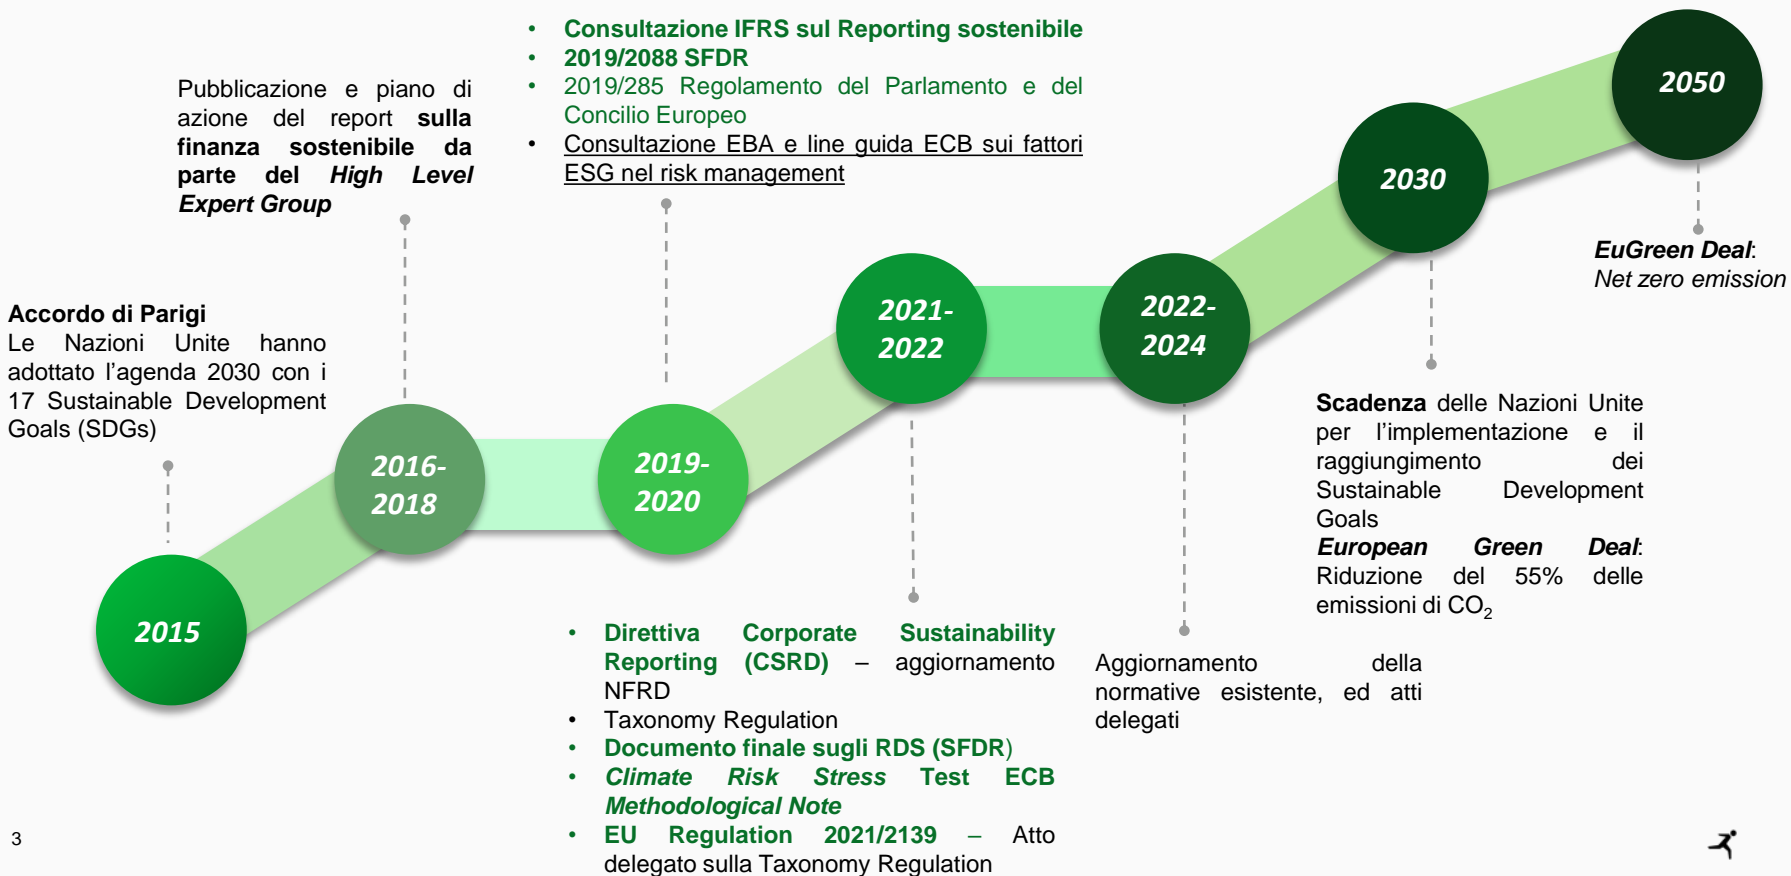 Accordo di Parigi
Le Nazioni Unite hanno
adottato l'agenda 2030 con i
17 Sustainable Development
Goals (SDGs)
2015
Pubblicazione e piano di
azione del report sulla
finanza sostenibile da
parte del High Level
Expert Group
2016-
2018
• Consultazione IFRS sul Reporting sostenibile
• 2019/2088 SFDR
• 2019/285 Regolamento del Parlamento e del
Concilio Europeo
• Consultazione EBA e line guida ECB sui fattori
ESG nel risk management
2019-
2020
2021-
2022
• Direttiva Corporate Sustainability
Reporting (CSRD) – aggiornamento
NFRD
• Taxonomy Regulation
• Documento finale sugli RDS (SFDR)
• Climate Risk Stress Test ECB
Methodological Note
• EU Regulation 2021/2139 – Atto
delegato sulla Taxonomy Regulation
2022-
2024
Aggiornamento della
normative esistente, ed atti
delegati
2030
Scadenza delle Nazioni Unite
per l'implementazione e il
raggiungimento dei
Sustainable Development
Goals
European Green Deal:
Riduzione del 55% delle
emissioni di CO₂
2050
EuGreen Deal:
Net zero emission
3